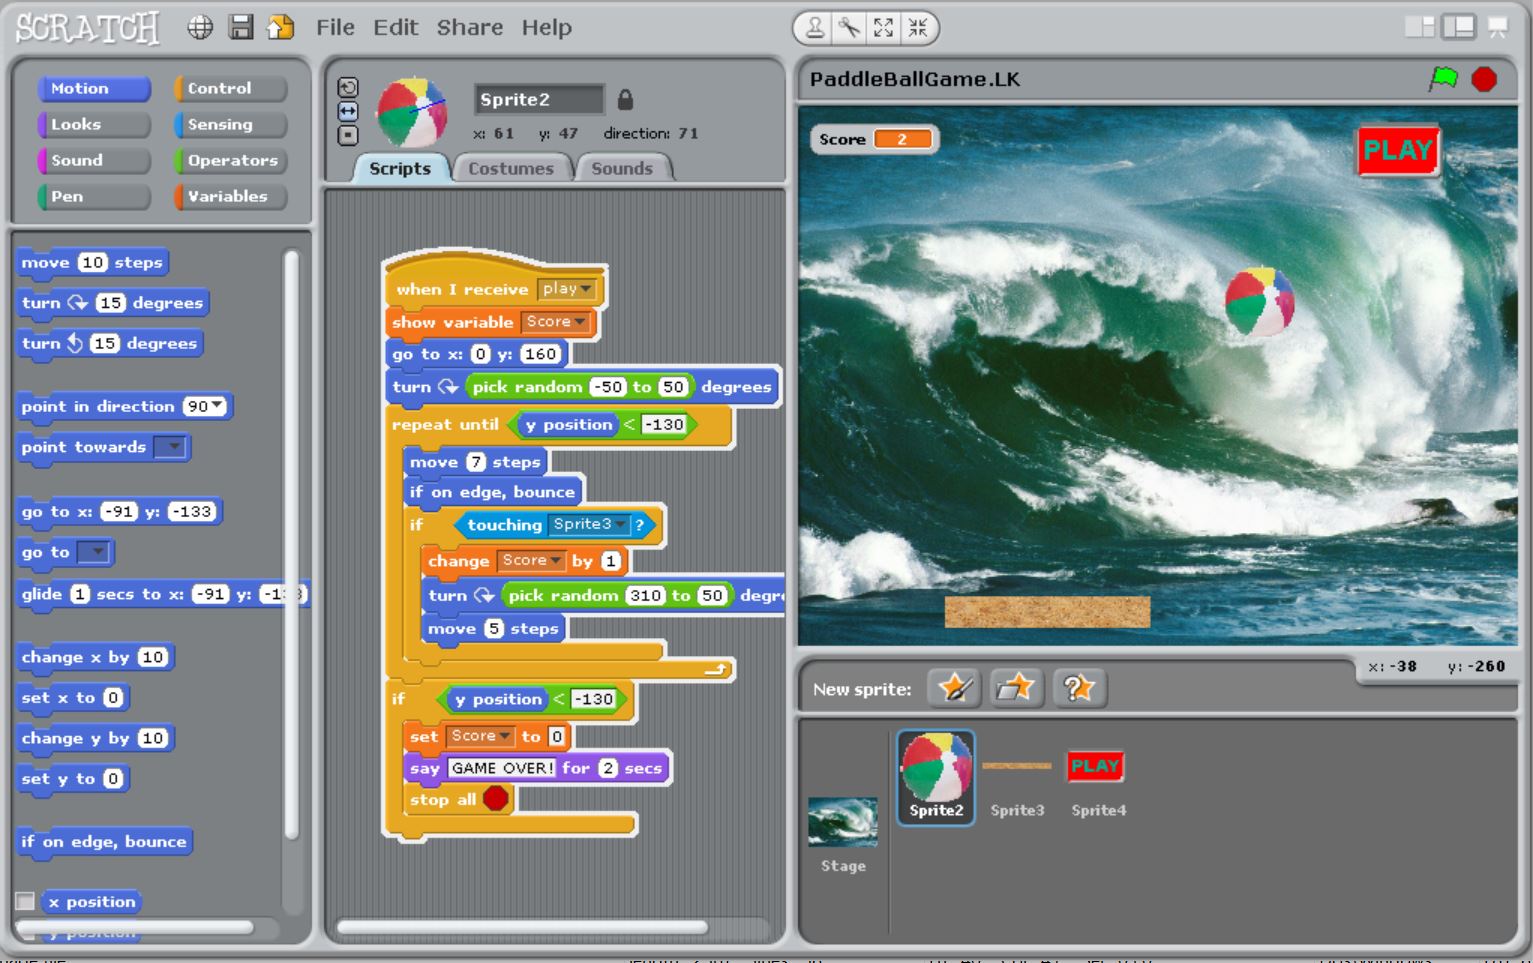 SCRATCH File Edit Share Help
Motion Control
Looks Sensing
Sound Operators
Pen Variables
move 10 steps
turn 15 degrees
turn 15 degrees
point in direction 90
point towards
go to x: -91 y: -133
go to
glide 1 secs to x: -91 y:
change x by 10
set x to 0
change y by 10
set y to 0
if on edge, bounce
x position
y position
Sprite2
x: 61 y: 47 direction: 71
Scripts Costumes Sounds
when I receive play
show variable Score
go to x: 0 y: 160
turn pick random -50 to 50 degrees
repeat until y position < -130
move 7 steps
if on edge, bounce
if touching Sprite3 ?
change Score by 1
turn pick random 310 to 50 degre
move 5 steps
if y position < -130
set Score to 0
say GAME OVER! for 2 secs
stop all
PaddleBallGame.LK
Score 2
PLAY
x: -38 y: -260
New sprite:
PLAY
Sprite2 Sprite3 Sprite4
Stage